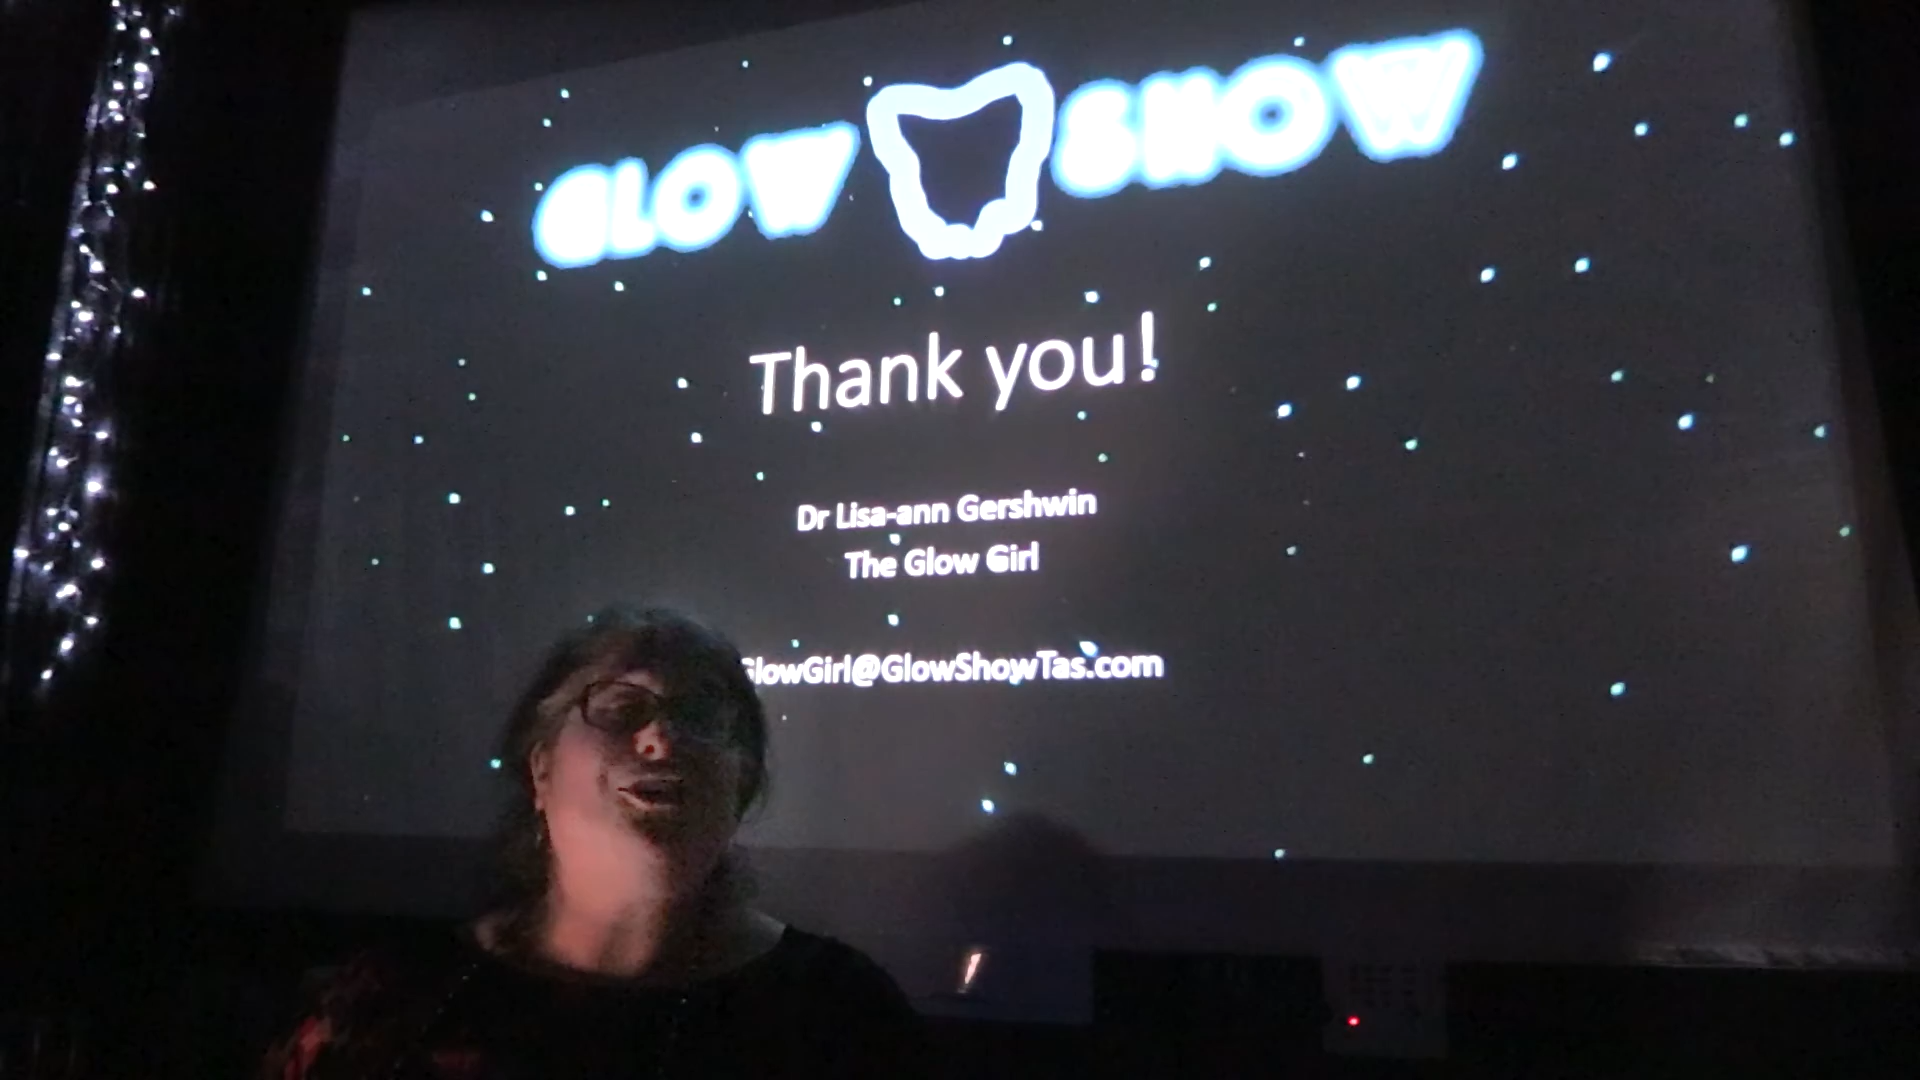 GLOW SHOW
Thank you!
Dr Lisa-ann Gershwin
The Glow Girl
GlowGirl@GlowShowTas.com